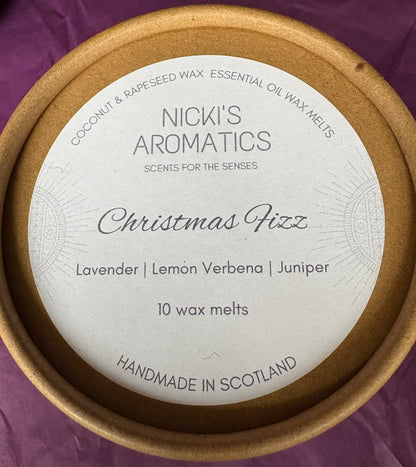 COCONUT & RAPESEED WAX ESSENTIAL OIL WAX MELTS
NICKI'S
AROMATICS
SCENTS FOR THE SENSES
Christmas Fizz
Lavender | Lemon Verbena | Juniper
10 wax melts
HANDMADE IN SCOTLAND